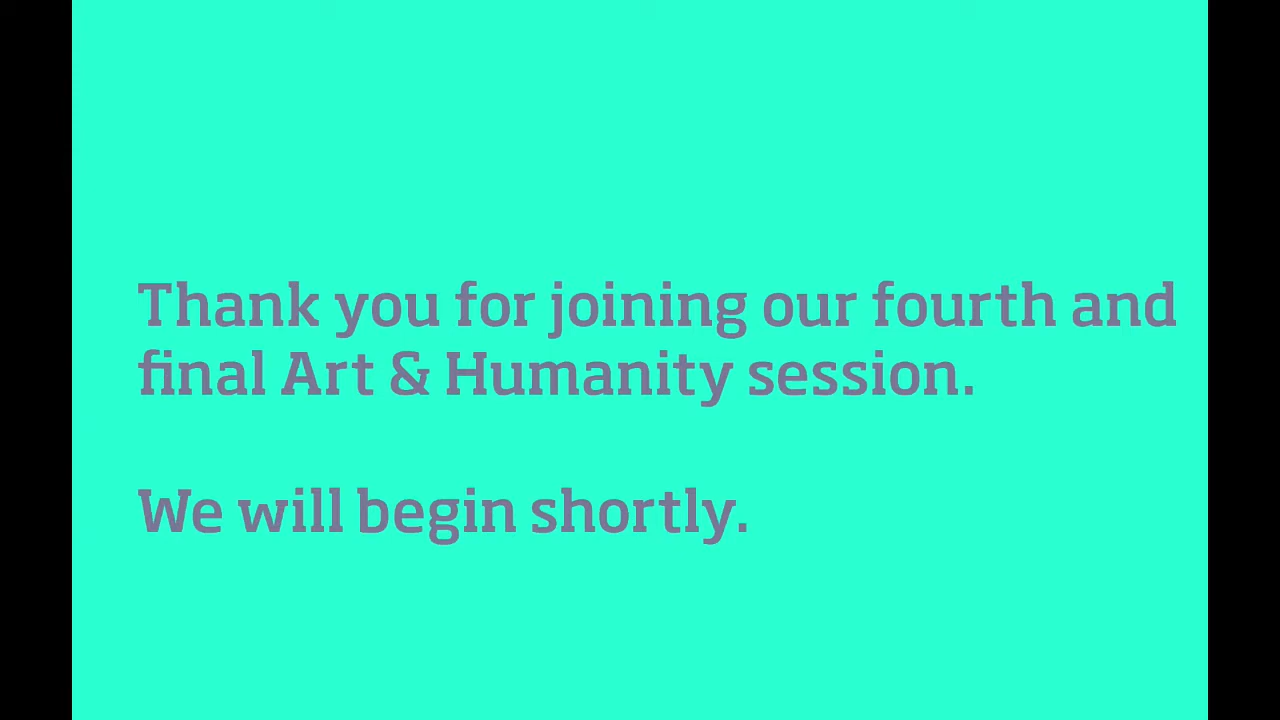 Thank you for joining our fourth and
final Art & Humanity session.
We will begin shortly.